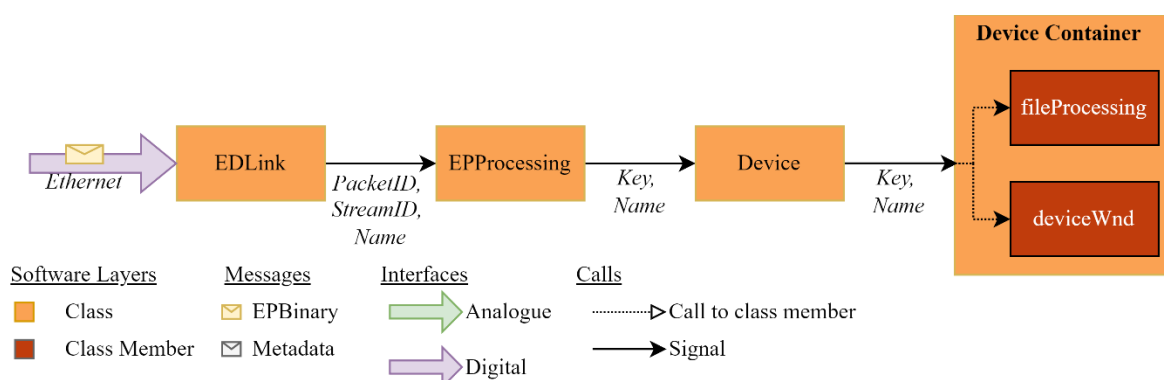 Device Container
fileProcessing
EDLink
EPProcessing
Device
Ethernet
PacketID,
StreamID,
Name
Key,
Name
Key,
Name
deviceWnd
Software Layers
Messages
Interfaces
Calls
Class
EPBinary
Analogue
Call to class member
Class Member
Metadata
Digital
Signal